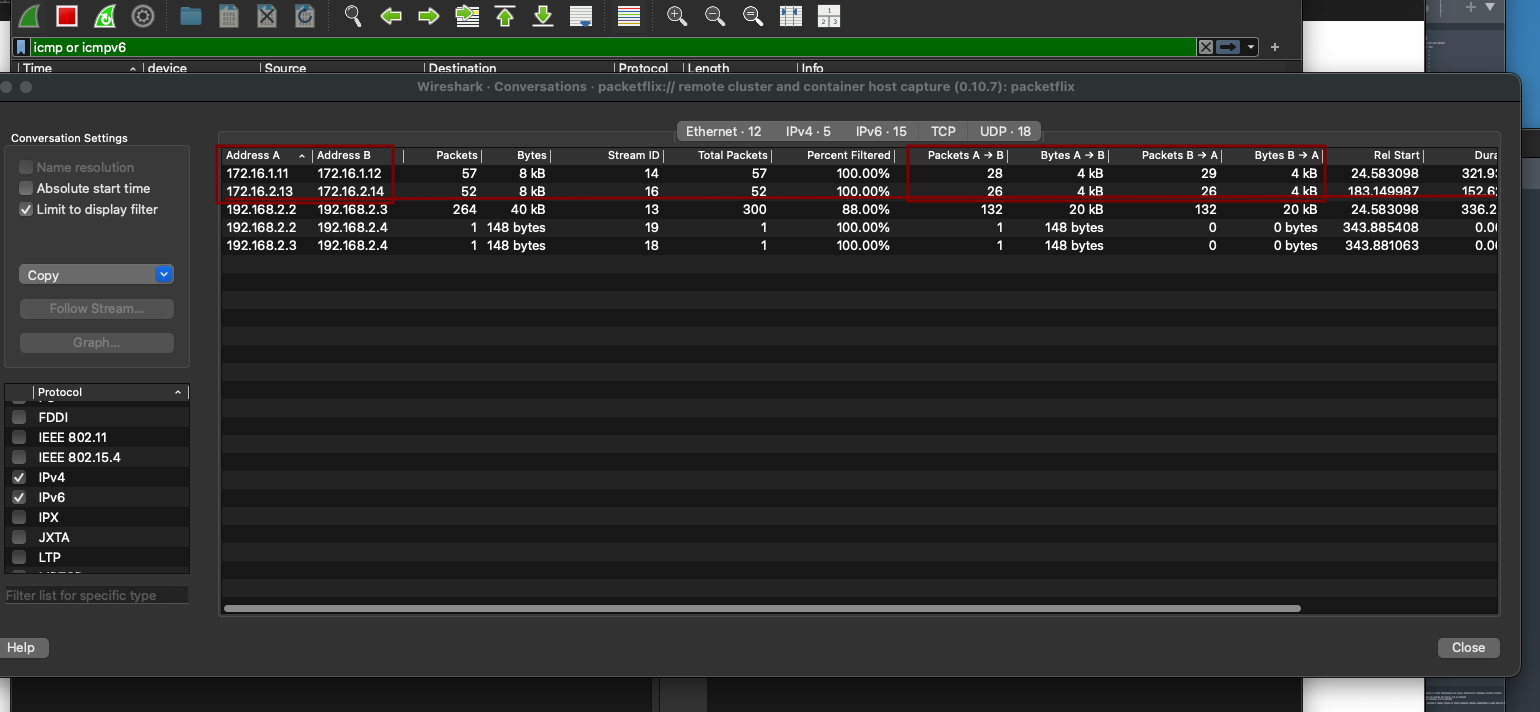 1
2 3
icmp or icmpv6
Time device Source Destination Protocol Length Info
Wireshark · Conversations · packetflix:// remote cluster and container host capture (0.10.7): packetflix
Conversation Settings
Name resolution
Absolute start time
Limit to display filter
Copy
Follow Stream...
Graph...
Protocol
FDDI
IEEE 802.11
IEEE 802.15.4
IPv4
IPv6
IPX
JXTA
LTP
Filter list for specific type
Help
Ethernet · 12 IPv4 · 5 IPv6 · 15 TCP UDP · 18
Address A Address B Packets Bytes Stream ID Total Packets Percent Filtered Packets A → B Bytes A → B Packets B → A Bytes B → A Rel Start Dura
172.16.1.11 172.16.1.12 57 8 kB 14 57 100.00% 28 4 kB 29 4 kB 24.583098 321.93
172.16.2.13 172.16.2.14 52 8 kB 16 52 100.00% 26 4 kB 26 4 kB 183.149987 152.62
192.168.2.2 192.168.2.3 264 40 kB 13 300 88.00% 132 20 kB 132 20 kB 24.583098 336.2
192.168.2.2 192.168.2.4 1 148 bytes 19 1 100.00% 1 148 bytes 0 0 bytes 343.885408 0.00
192.168.2.3 192.168.2.4 1 148 bytes 18 1 100.00% 1 148 bytes 0 0 bytes 343.881063 0.00
Close